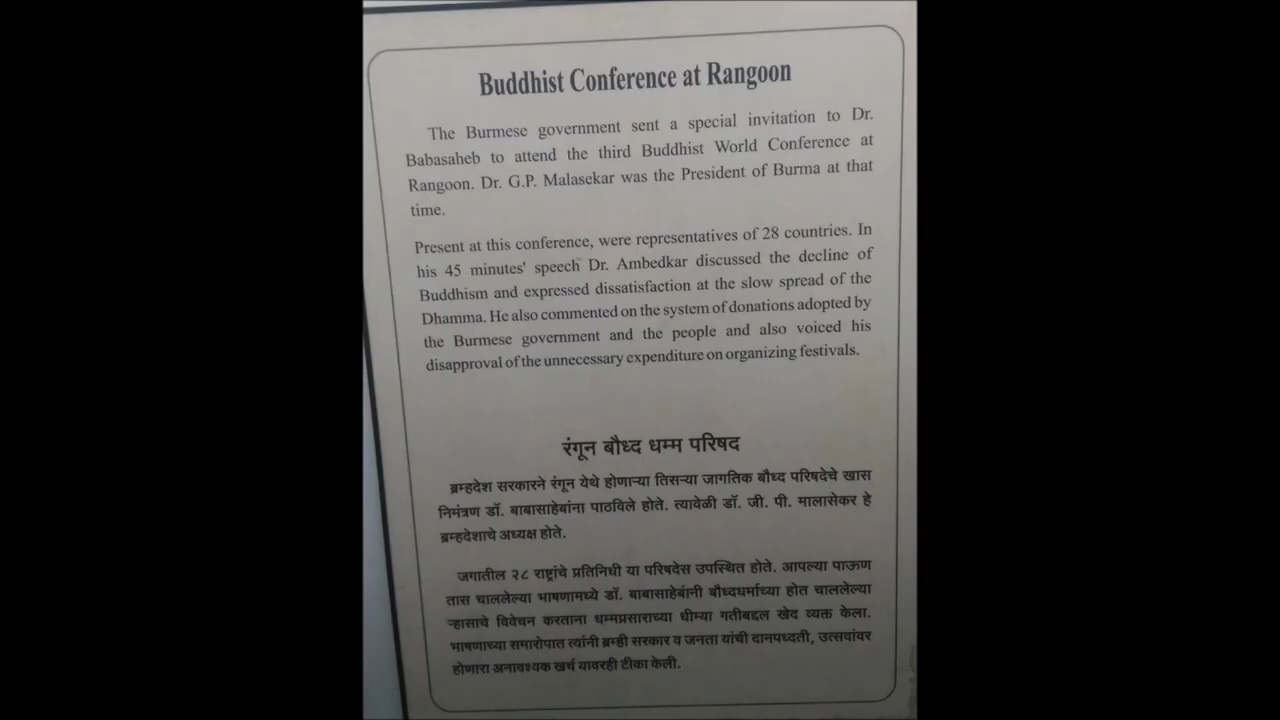 Buddhist Conference at Rangoon
The Burmese government sent a special invitation to Dr.
Babasaheb to attend the third Buddhist World Conference at
Rangoon. Dr. G.P. Malasekar was the President of Burma at that
time.
Present at this conference, were representatives of 28 countries. In
his 45 minutes' speech Dr. Ambedkar discussed the decline of
Buddhism and expressed dissatisfaction at the slow spread of the
Dhamma. He also commented on the system of donations adopted by
the Burmese government and the people and also voiced his
disapproval of the unnecessary expenditure on organizing festivals.
रंगून बौध्द धम्म परिषद
ब्रम्हदेश सरकारने रंगून येथे होणाऱ्या तिसऱ्या जागतिक बौध्द परिषदेचे खास
निमंत्रण डॉ. बाबासाहेबांना पाठविले होते. त्यावेळी डॉ. जी. पी. मालासेकर हे
ब्रम्हदेशाचे अध्यक्ष होते.
जगातील २८ राष्ट्रांचे प्रतिनिधी या परिषदेस उपस्थित होते. आपल्या पाऊण
तास चाललेल्या भाषणामध्ये डॉ. बाबासाहेबांनी बौध्दधर्माच्या होत चाललेल्या
ऱ्हासाचे विवेचन करताना धम्मप्रसाराच्या धीम्या गतीबद्दल खेद व्यक्त केला.
भाषणाच्या समारोपात त्यांनी ब्रम्ही सरकार व जनता यांची दानपध्वती, उत्सवांवर
होणारा अनावश्यक खर्च यावरही टीका केली.